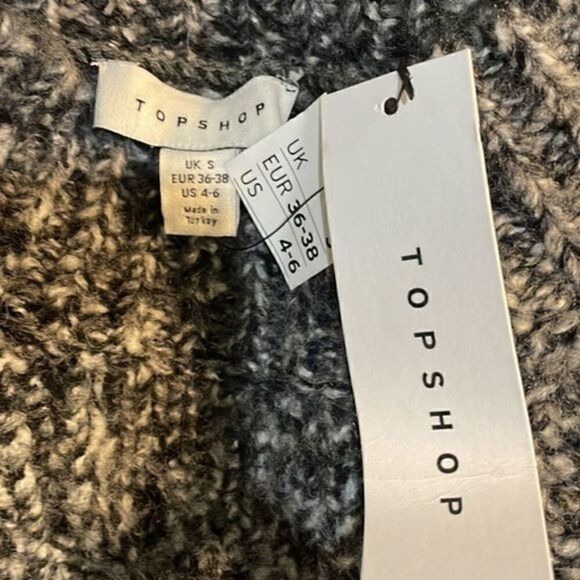 TOPSHOP
UK S
EUR 36-38
US 4-6
Made in
Turkey
UK
EUR 36-38
US 4-6
TOPSHOP